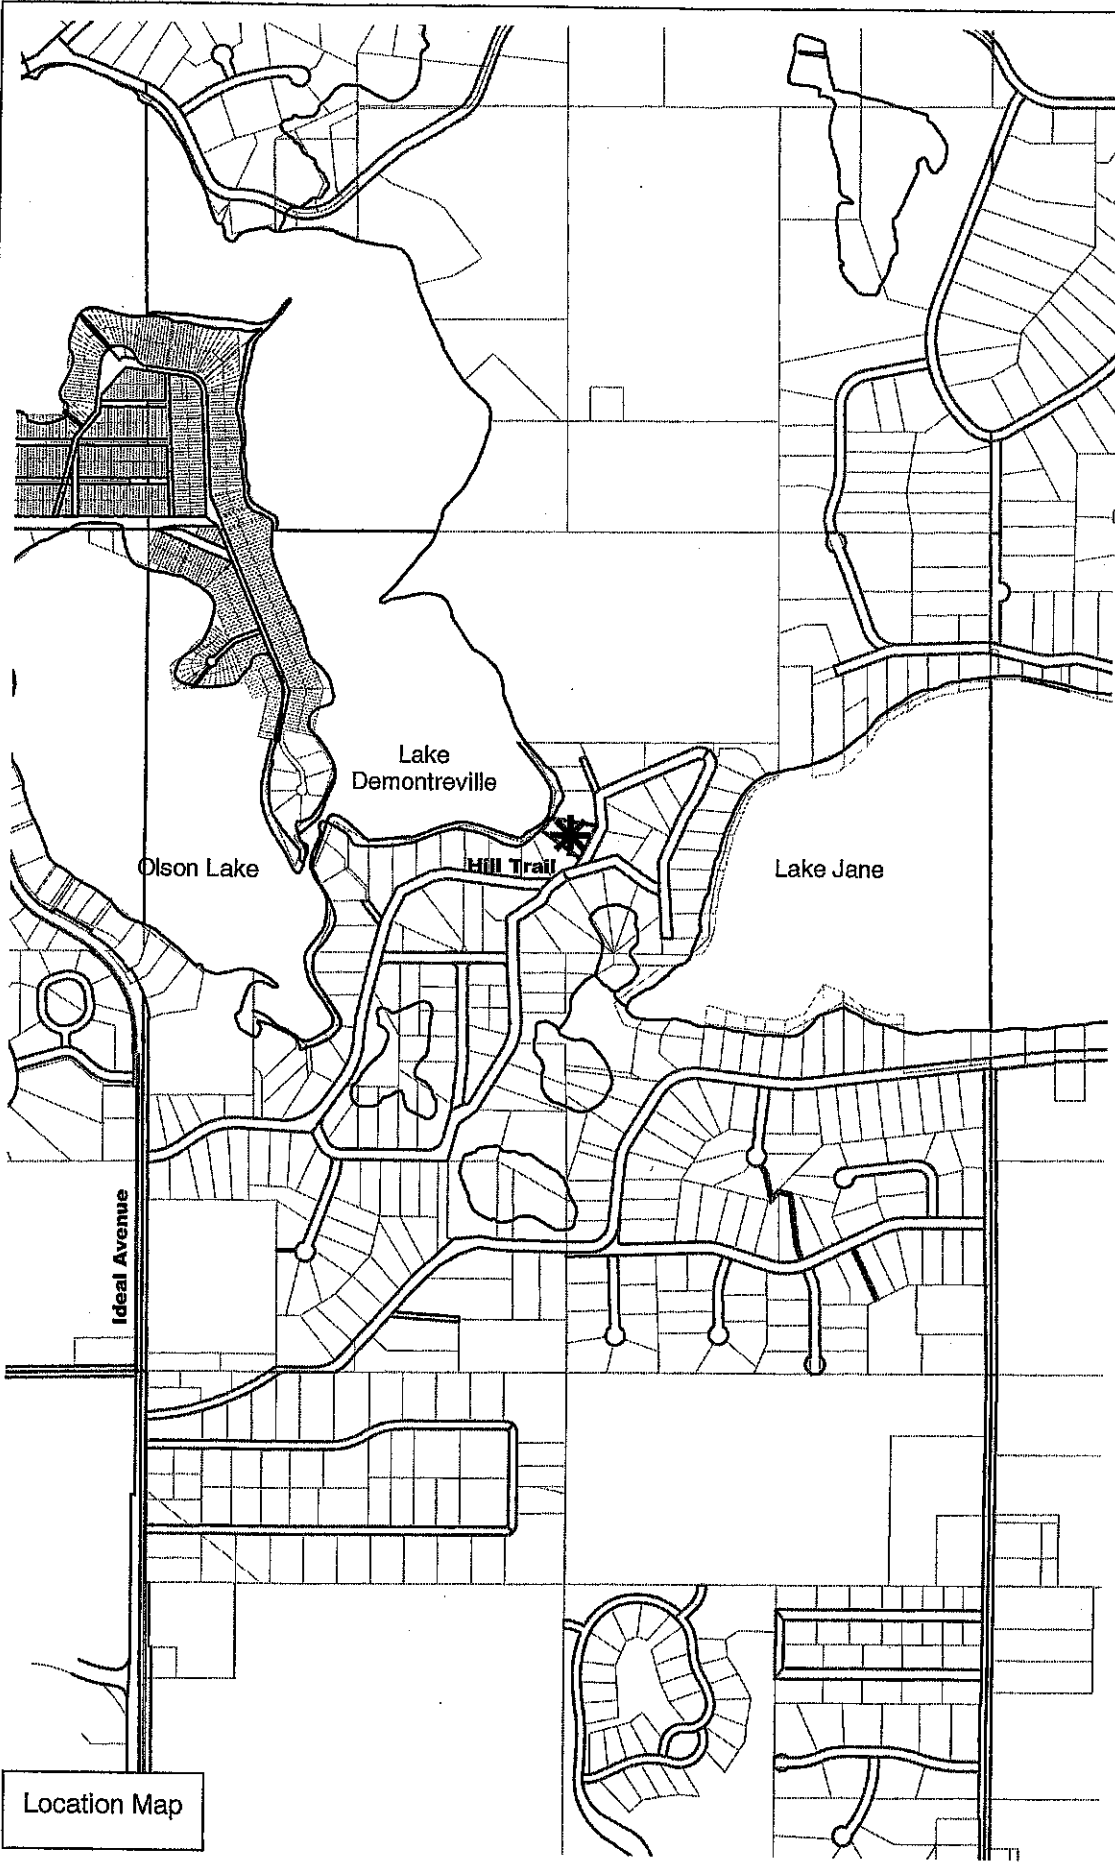 Lake
Demontreville
Olson Lake
Hill Trail
Lake Jane
Ideal Avenue
Location Map